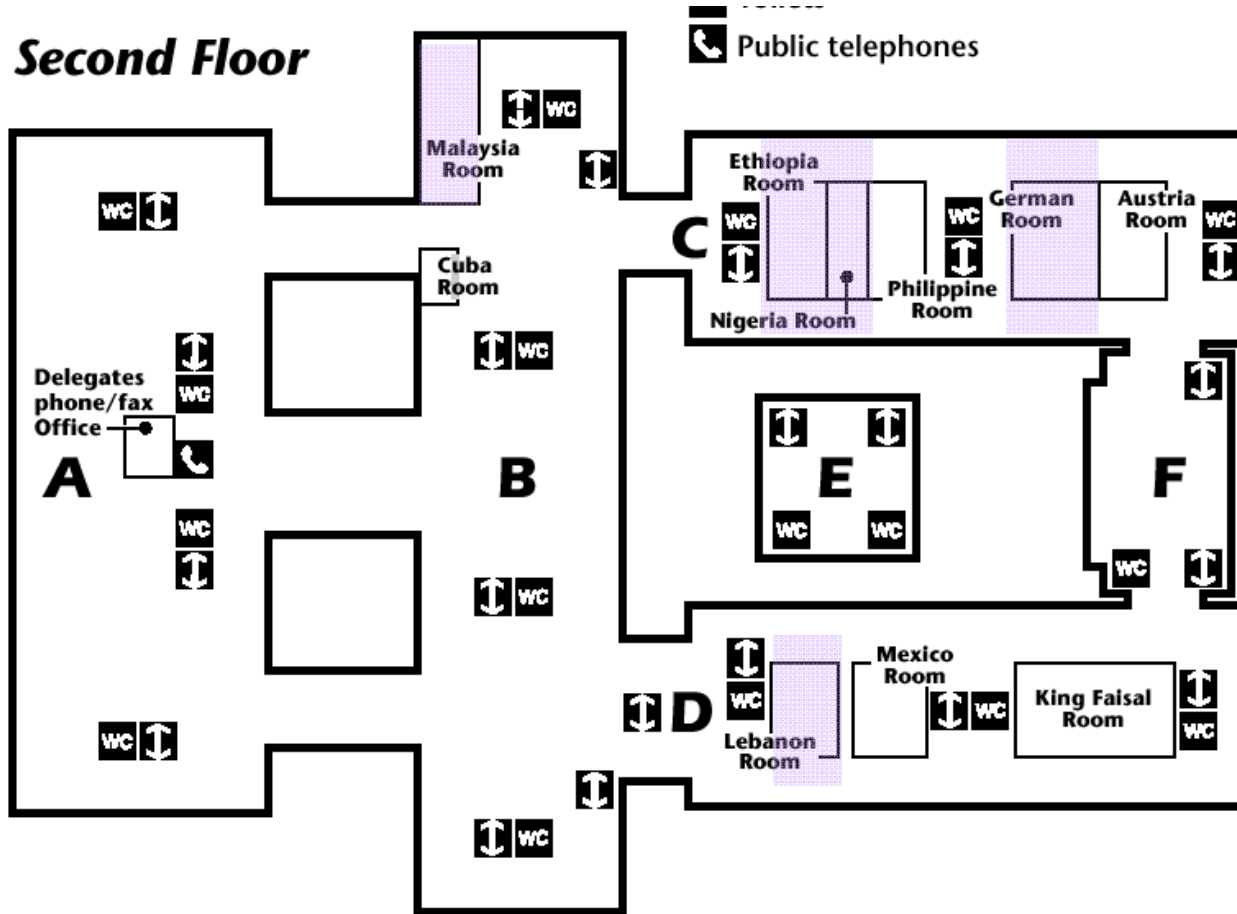 Second Floor
Public telephones
Malaysia
Room
WC
Ethiopia
Room
German
Room
Austria
Room
WC
WC
WC
WC
C
Cuba
Room
Philippine
Room
Nigeria Room
WC
Delegates
phone/fax
Office
WC
A
B
E
F
WC
WC
WC
WC
WC
Mexico
Room
King Faisal
Room
D
WC
WC
WC
Lebanon
Room
WC
WC